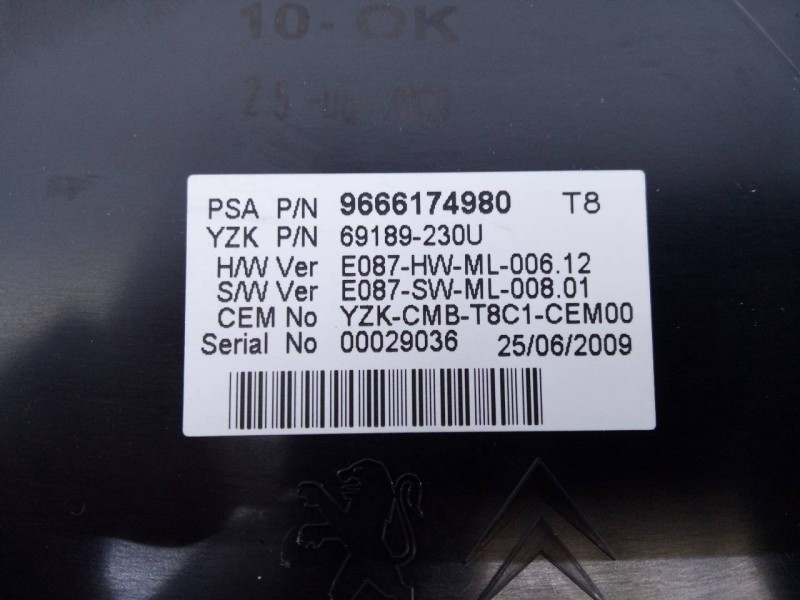 10-OK
PSA P/N 9666174980 T8
YZK P/N 69189-230U
H/W Ver E087-HW-ML-006.12
S/W Ver E087-SW-ML-008.01
CEM No YZK-CMB-T8C1-CEM00
Serial No 00029036 25/06/2009